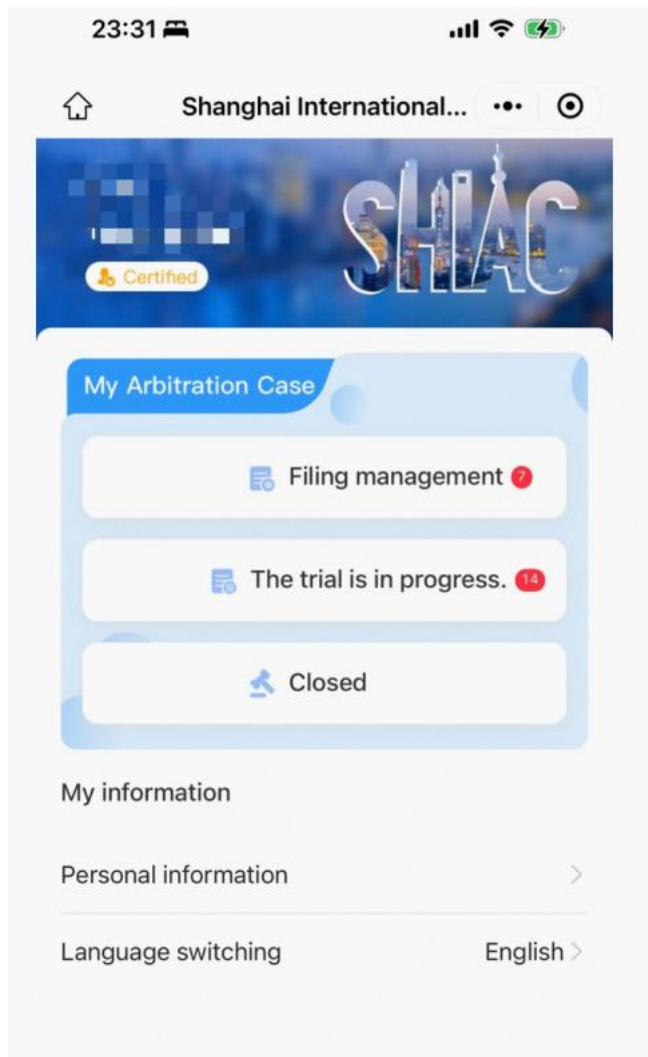 23:31
Shanghai International...
SHIAC
Certified
My Arbitration Case
Filing management 7
The trial is in progress. 14
Closed
My information
Personal information
Language switching English